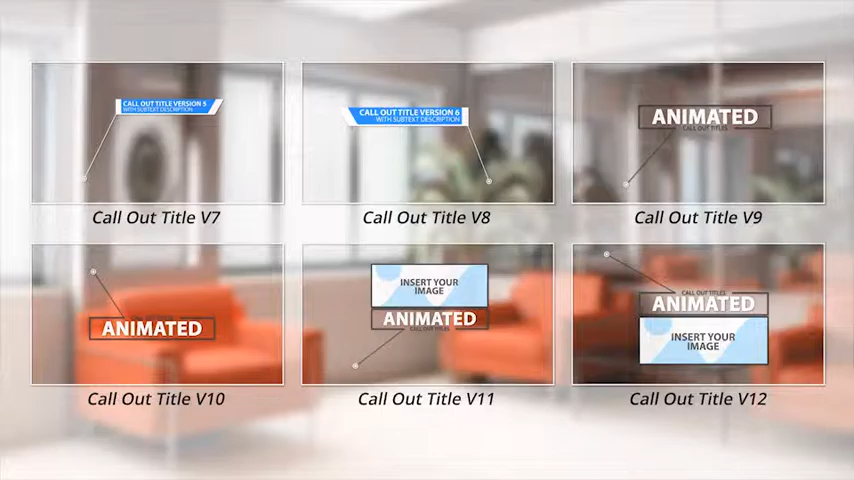 CALL OUT TITLE VERSION 5
WITH SUBTEXT DESCRIPTION
Call Out Title V7
CALL OUT TITLE VERSION 6
WITH SUBTEXT DESCRIPTION
Call Out Title V8
ANIMATED
CALL OUT TITLES
Call Out Title V9
ANIMATED
Call Out Title V10
INSERT YOUR
IMAGE
ANIMATED
CALL OUT TITLES
Call Out Title V11
CALL OUT TITLES
ANIMATED
INSERT YOUR
IMAGE
Call Out Title V12